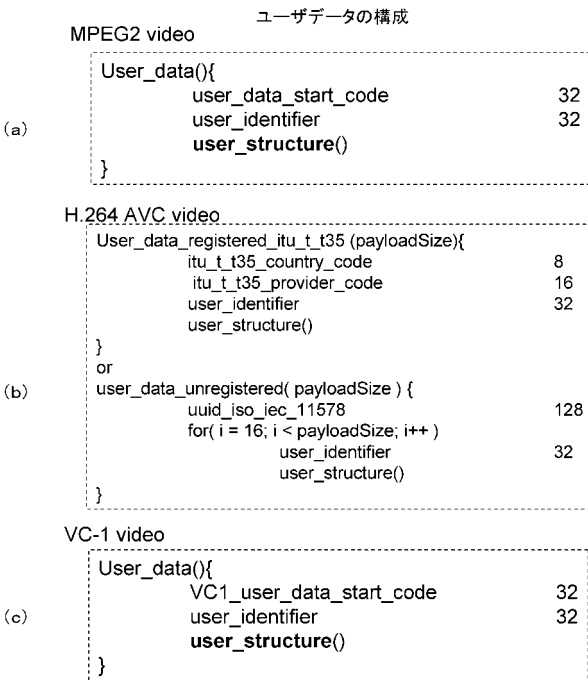 ユーザデータの構成
MPEG2 video
(a)
User_data(){
user_data_start_code 32
user_identifier 32
user_structure()
}
H.264 AVC video
(b)
User_data_registered_itu_t_t35 (payloadSize){
itu_t_t35_country_code 8
itu_t_t35_provider_code 16
user_identifier 32
user_structure()
}
or
user_data_unregistered( payloadSize ) {
uuid_iso_iec_11578 128
for( i = 16; i < payloadSize; i++ )
user_identifier 32
user_structure()
}
VC-1 video
(c)
User_data(){
VC1_user_data_start_code 32
user_identifier 32
user_structure()
}